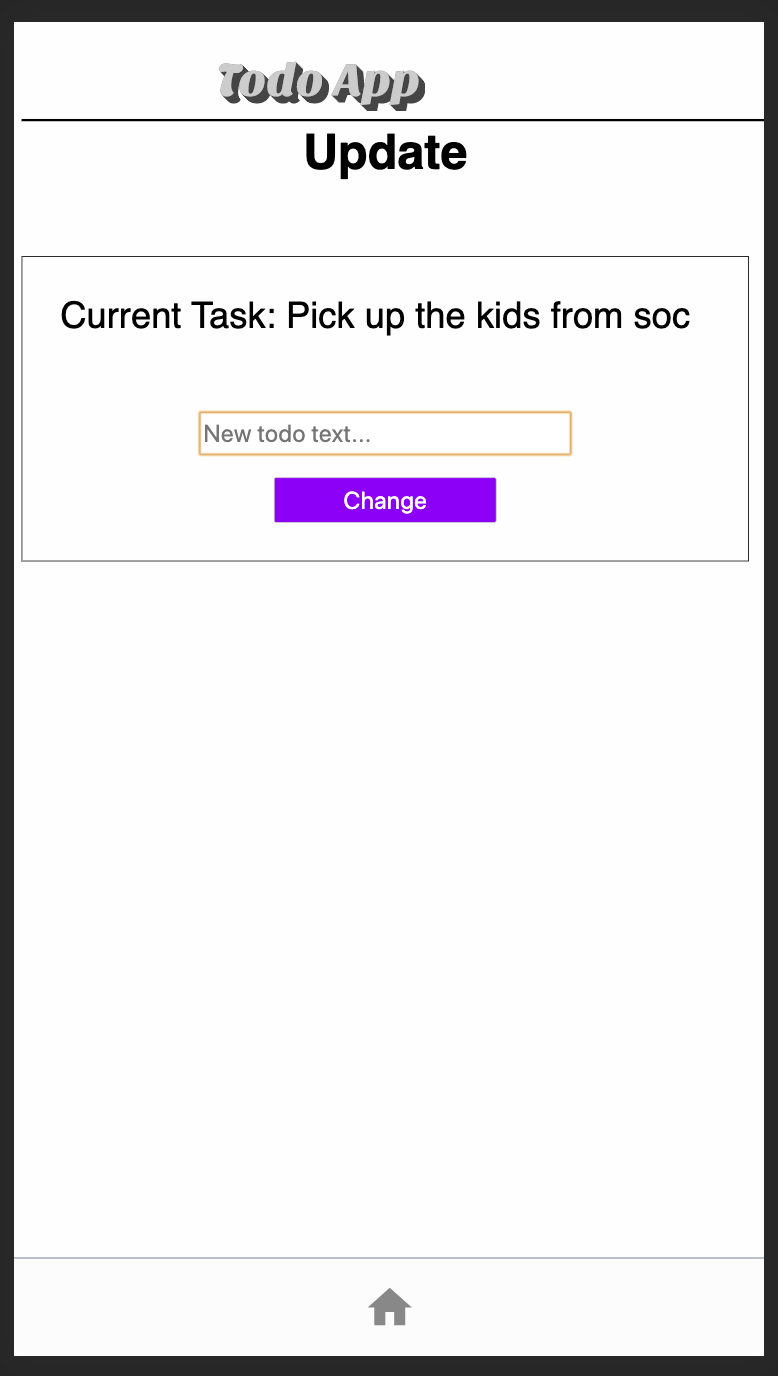 Todo App
Update
Current Task: Pick up the kids from soc
New todo text...
Change